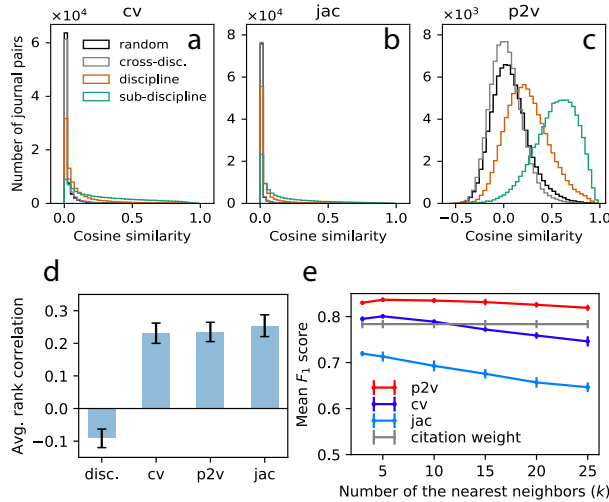 cv
jac
p2v
×10⁴
×10⁴
×10³
a
b
c
random
cross-disc.
discipline
sub-discipline
Number of journal pairs
6
4
2
0
8
6
4
2
0
8
6
4
2
0
0.0 0.5 1.0
0.0 0.5 1.0
−0.5 0.0 0.5 1.0
Cosine similarity
Cosine similarity
Cosine similarity
d
Avg. rank correlation
0.3
0.2
0.1
0.0
−0.1
disc. cv p2v jac
e
Mean F₁ score
0.9
0.8
0.7
0.6
0.5
p2v
cv
jac
citation weight
5 10 15 20 25
Number of the nearest neighbors (k)